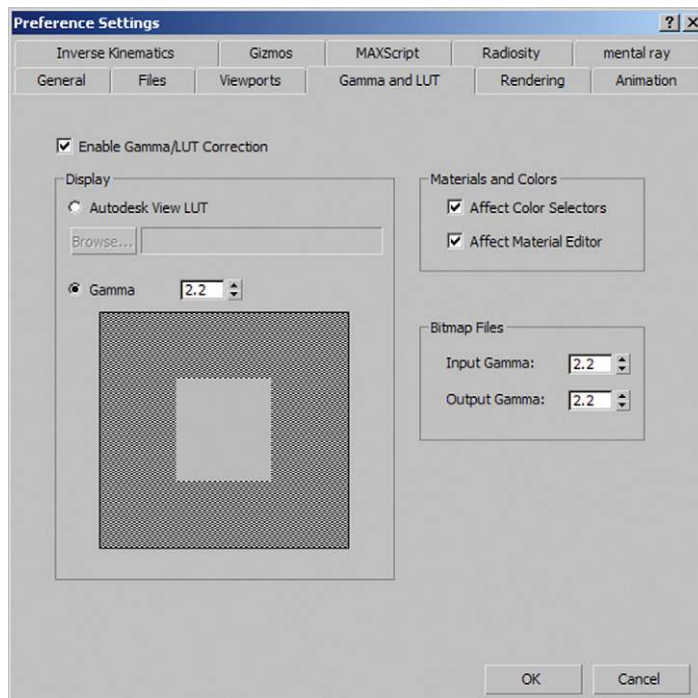 Preference Settings
Inverse Kinematics Gizmos MAXScript Radiosity mental ray
General Files Viewports Gamma and LUT Rendering Animation
Enable Gamma/LUT Correction
Display
Autodesk View LUT
Browse...
Gamma 2.2
Materials and Colors
Affect Color Selectors
Affect Material Editor
Bitmap Files
Input Gamma: 2.2
Output Gamma: 2.2
OK Cancel